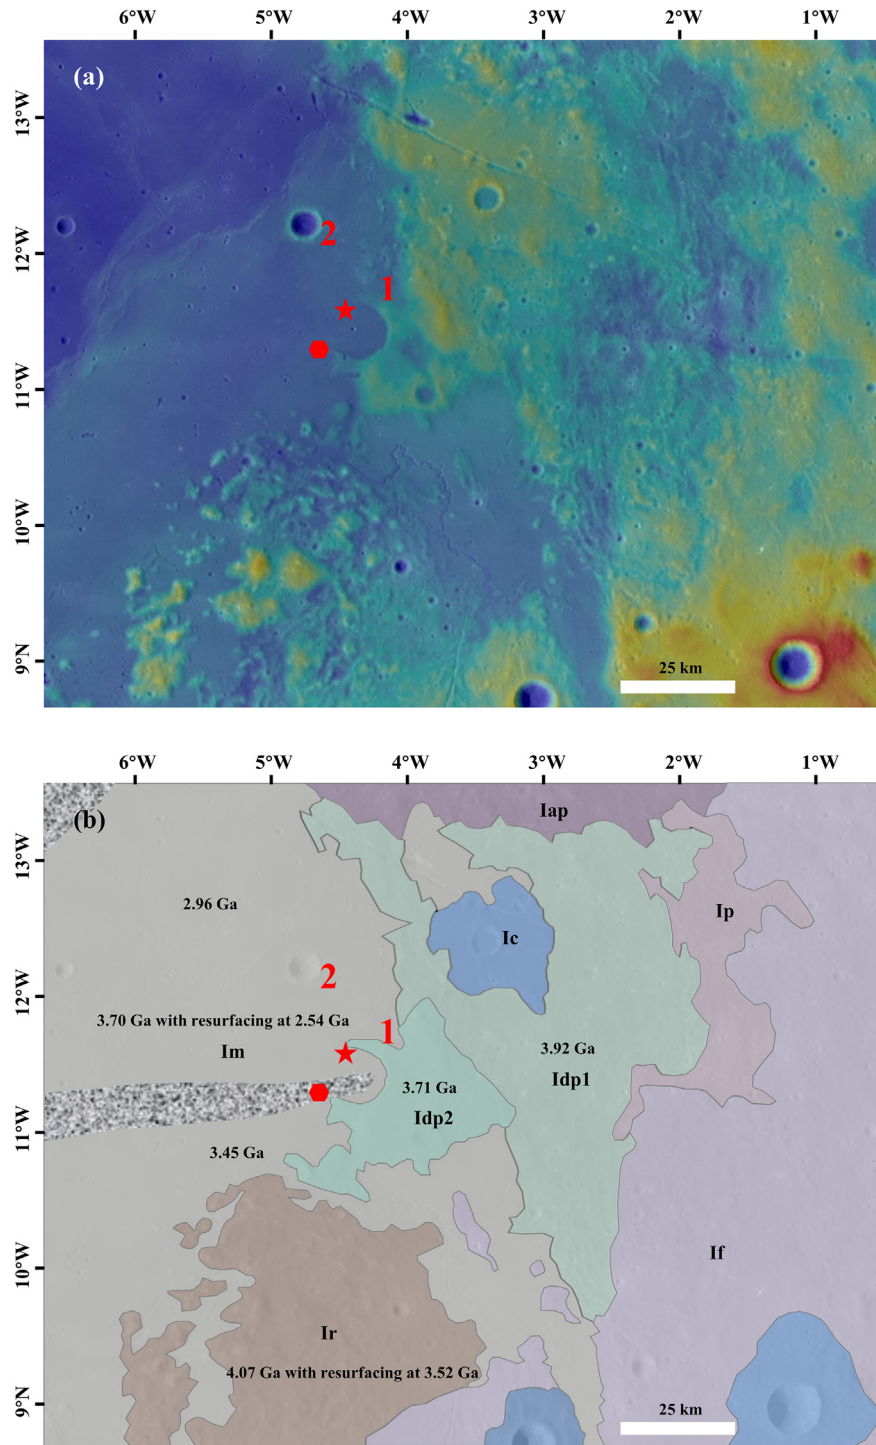 6°W 5°W 4°W 3°W 2°W 1°W
(a)
13°W
2
12°W
1
11°W
10°W
9°N
25 km
6°W 5°W 4°W 3°W 2°W 1°W
(b)
Iap
13°W
2.96 Ga
Ip
Ic
2
12°W
3.70 Ga with resurfacing at 2.54 Ga
1
Im
3.92 Ga
3.71 Ga
Idp1
Idp2
11°W
3.45 Ga
If
10°W
Ir
4.07 Ga with resurfacing at 3.52 Ga
9°N
25 km